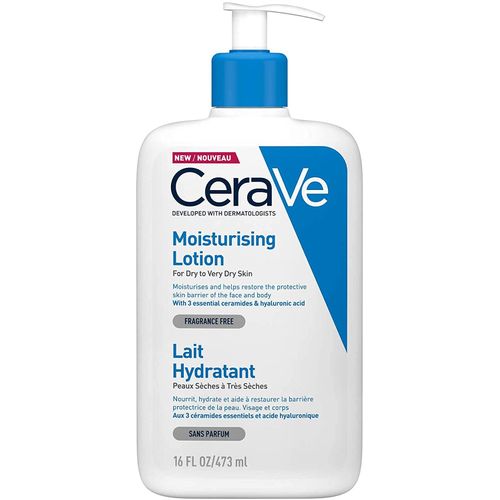 NEW / NOUVEAU
CeraVe
DEVELOPED WITH DERMATOLOGISTS
Moisturising
Lotion
For Dry to Very Dry Skin
Moisturises and helps restore the protective
skin barrier of the face and body
With 3 essential ceramides & hyaluronic acid
FRAGRANCE FREE
Lait
Hydratant
Peaux Sèches à Très Sèches
Nourrit, hydrate et aide à restaurer la barrière
protectrice de la peau. Visage et corps
Aux 3 céramides essentiels et acide hyaluronique
SANS PARFUM
16 FL OZ/473 ml